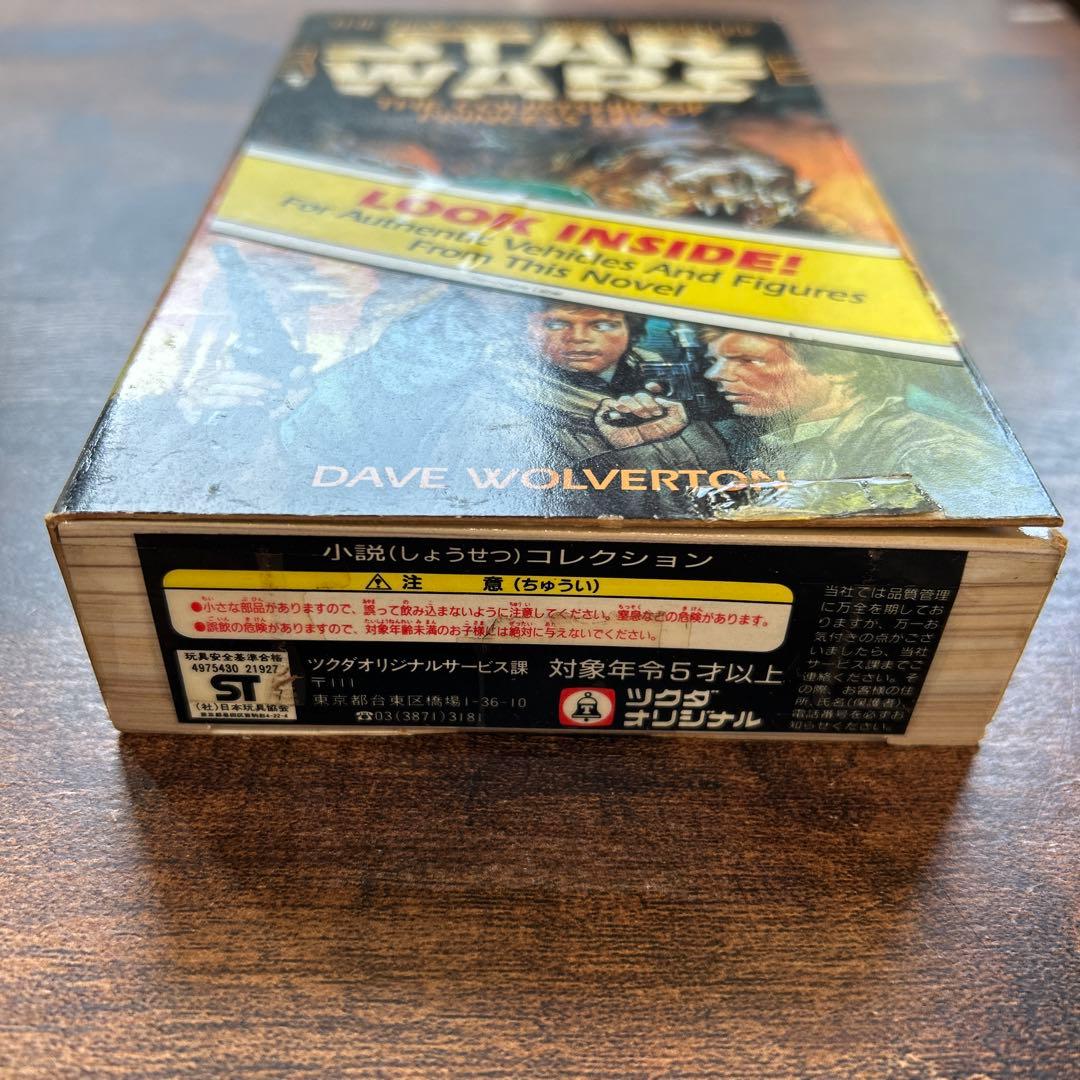 STAR
WARS
LOOK INSIDE!
For Authentic Vehicles And Figures
From This Novel
DAVE WOLVERTON
小説(しょうせつ)コレクション
注 意(ちゅうい)
●小さな部品がありますので、誤って飲み込まないように注意してください。窒息などの危険があります。
●誤飲の危険がありますので、対象年齢未満のお子様には絶対に与えないでください。
玩具安全基準合格
4975430 21927
ST
(社)日本玩具協会
ツクダオリジナルサービス課
〒111
東京都台東区橋場1-36-10
☎03(3871)3181
対象年令5才以上
ツクダ
オリジナル
当社では品質管理
に万全を期してお
りますが、万一お
気付きの点がござ
いましたら、当社
サービス課までご
連絡ください。そ
の際、お客様の住
所、氏名(保護者)、
電話番号を必ずお
知らせください。